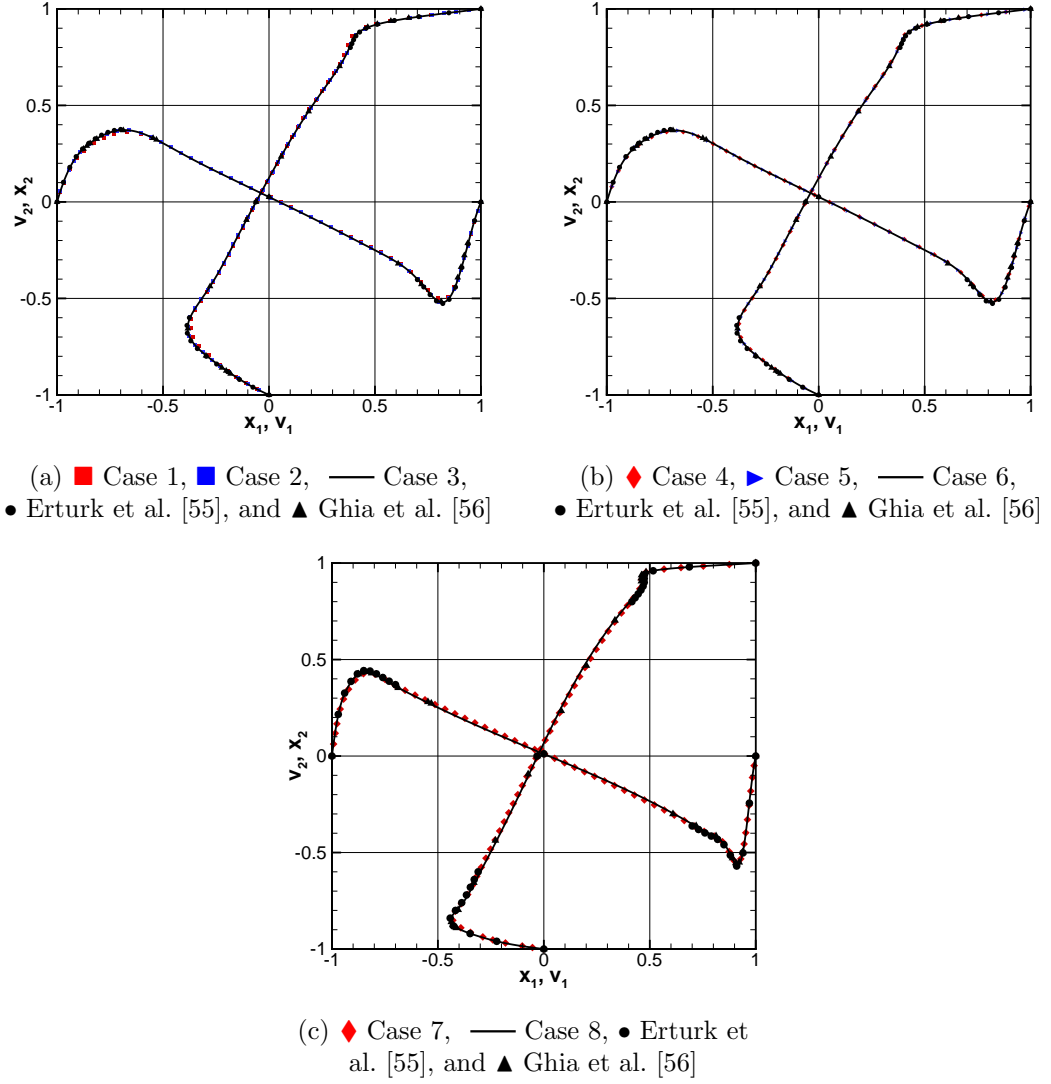 1
0.5
0
-0.5
-1
-1 -0.5 0 0.5 1
v2, x2
x1, v1
1
0.5
0
-0.5
-1
-1 -0.5 0 0.5 1
v2, x2
x1, v1
(a) ■ Case 1, ■ Case 2, — Case 3,
● Erturk et al. [55], and ▲ Ghia et al. [56]
(b) ♦ Case 4, ► Case 5, — Case 6,
● Erturk et al. [55], and ▲ Ghia et al. [56]
1
0.5
0
-0.5
-1
-1 -0.5 0 0.5 1
v2, x2
x1, v1
(c) ♦ Case 7, — Case 8, ● Erturk et
al. [55], and ▲ Ghia et al. [56]